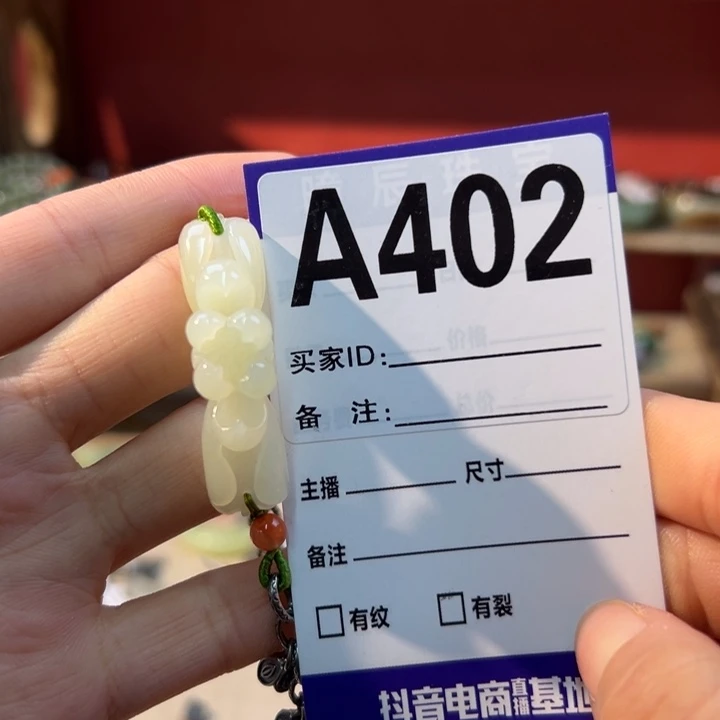 A402
买家ID:
备 注:
主播 尺寸
备注
□有纹 □有裂
抖音电商直播基地